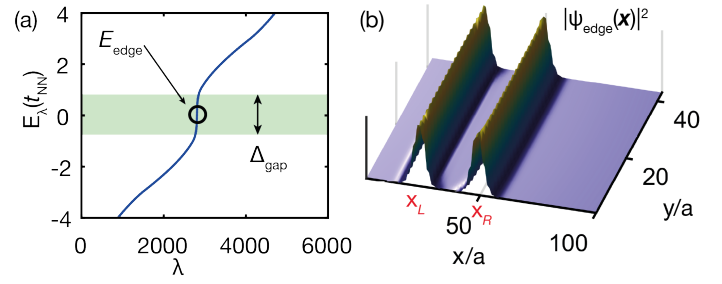 (a)
4
2
0
-2
-4
E_λ(t_NN)
E_edge
Δ_gap
0
2000
4000
6000
λ
(b)
|ψ_edge(x)|²
40
20
y/a
x_L
x_R
50
100
x/a